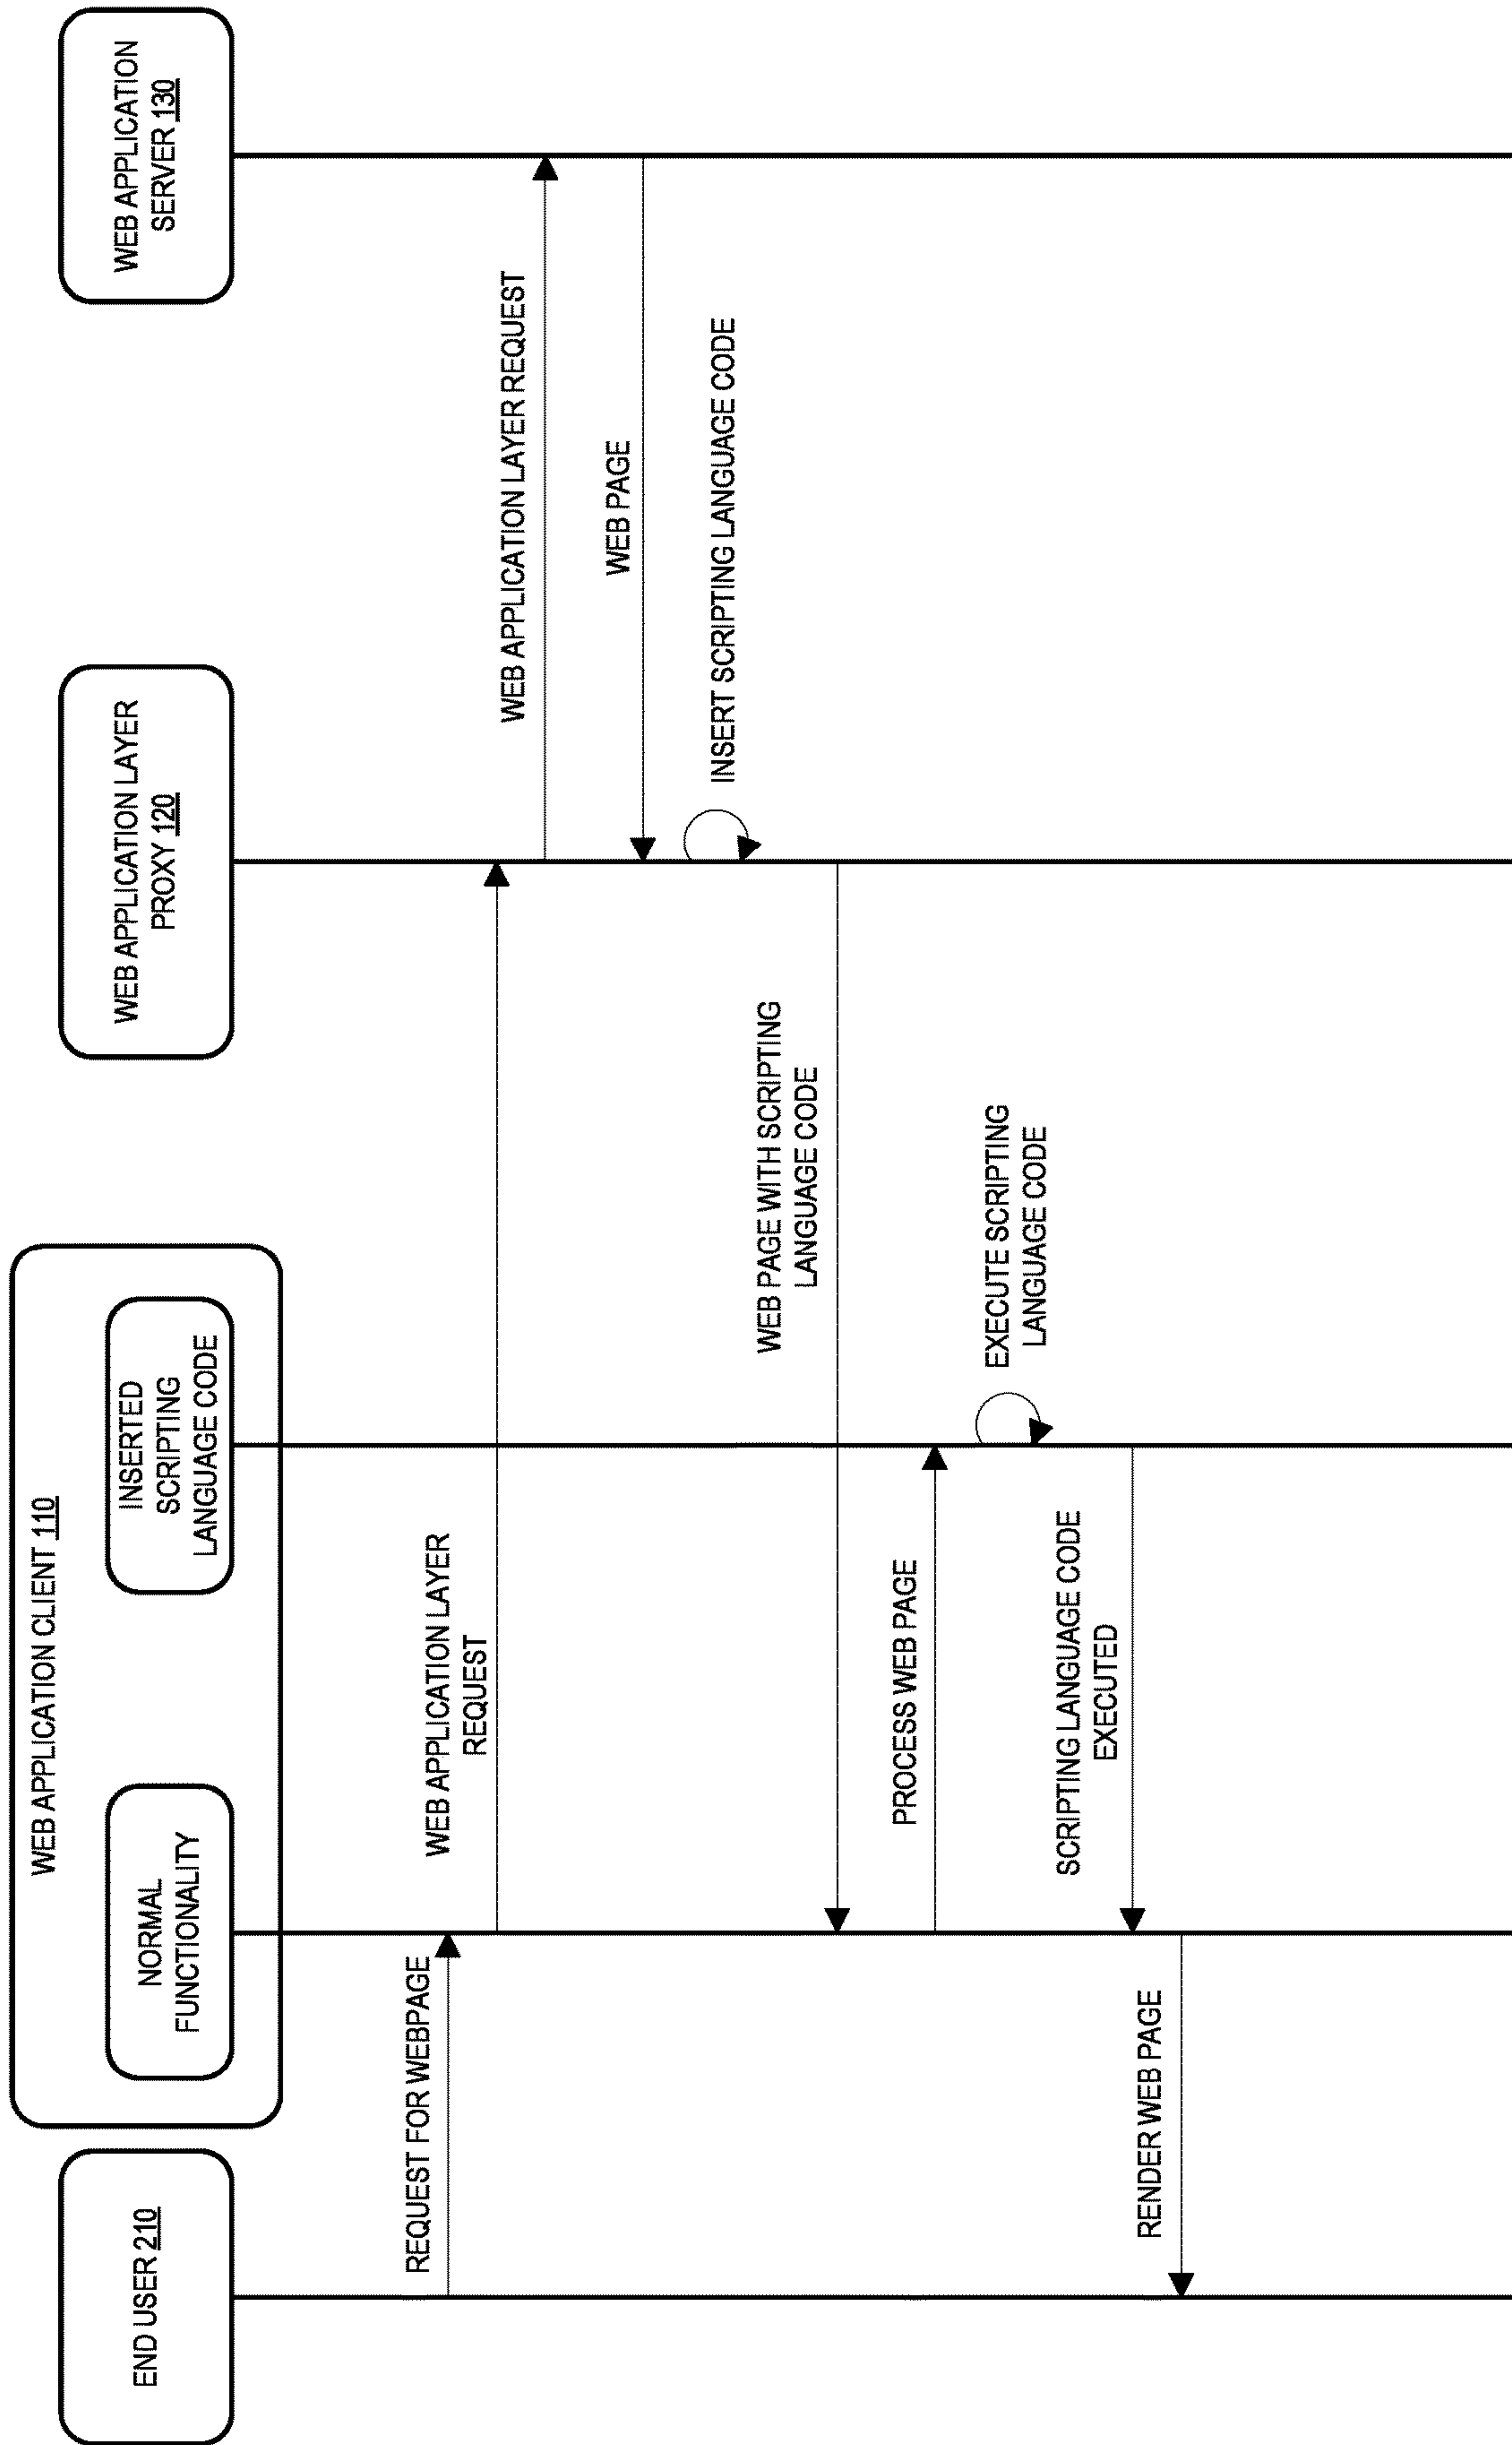 END USER 210
WEB APPLICATION CLIENT 110
NORMAL
FUNCTIONALITY
INSERTED
SCRIPTING
LANGUAGE CODE
WEB APPLICATION LAYER
PROXY 120
WEB APPLICATION
SERVER 130
REQUEST FOR WEBPAGE
WEB APPLICATION LAYER
REQUEST
WEB APPLICATION LAYER REQUEST
WEB PAGE
INSERT SCRIPTING LANGUAGE CODE
WEB PAGE WITH SCRIPTING
LANGUAGE CODE
PROCESS WEB PAGE
EXECUTE SCRIPTING
LANGUAGE CODE
SCRIPTING LANGUAGE CODE
EXECUTED
RENDER WEB PAGE